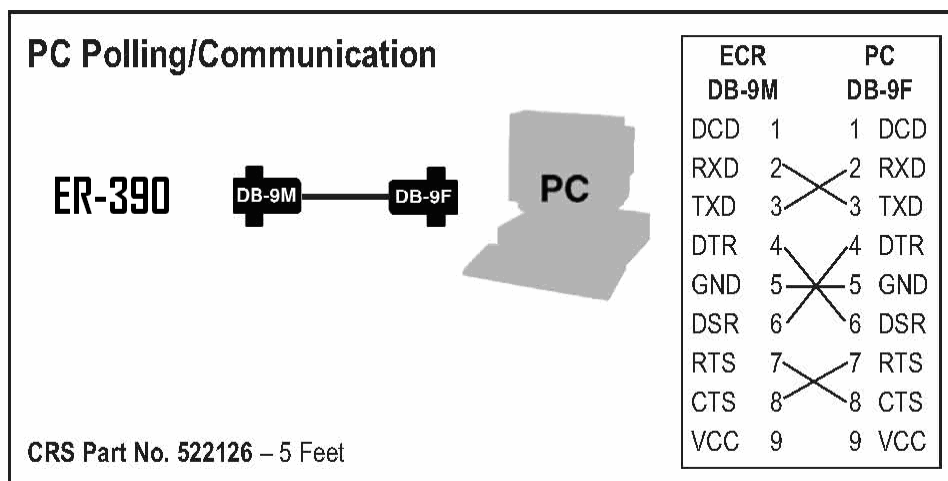 PC Polling/Communication
ER-390
DB-9M
DB-9F
PC
CRS Part No. 522126 – 5 Feet
ECR PC
DB-9M DB-9F
DCD 1 1 DCD
RXD 2 2 RXD
TXD 3 3 TXD
DTR 4 4 DTR
GND 5 5 GND
DSR 6 6 DSR
RTS 7 7 RTS
CTS 8 8 CTS
VCC 9 9 VCC